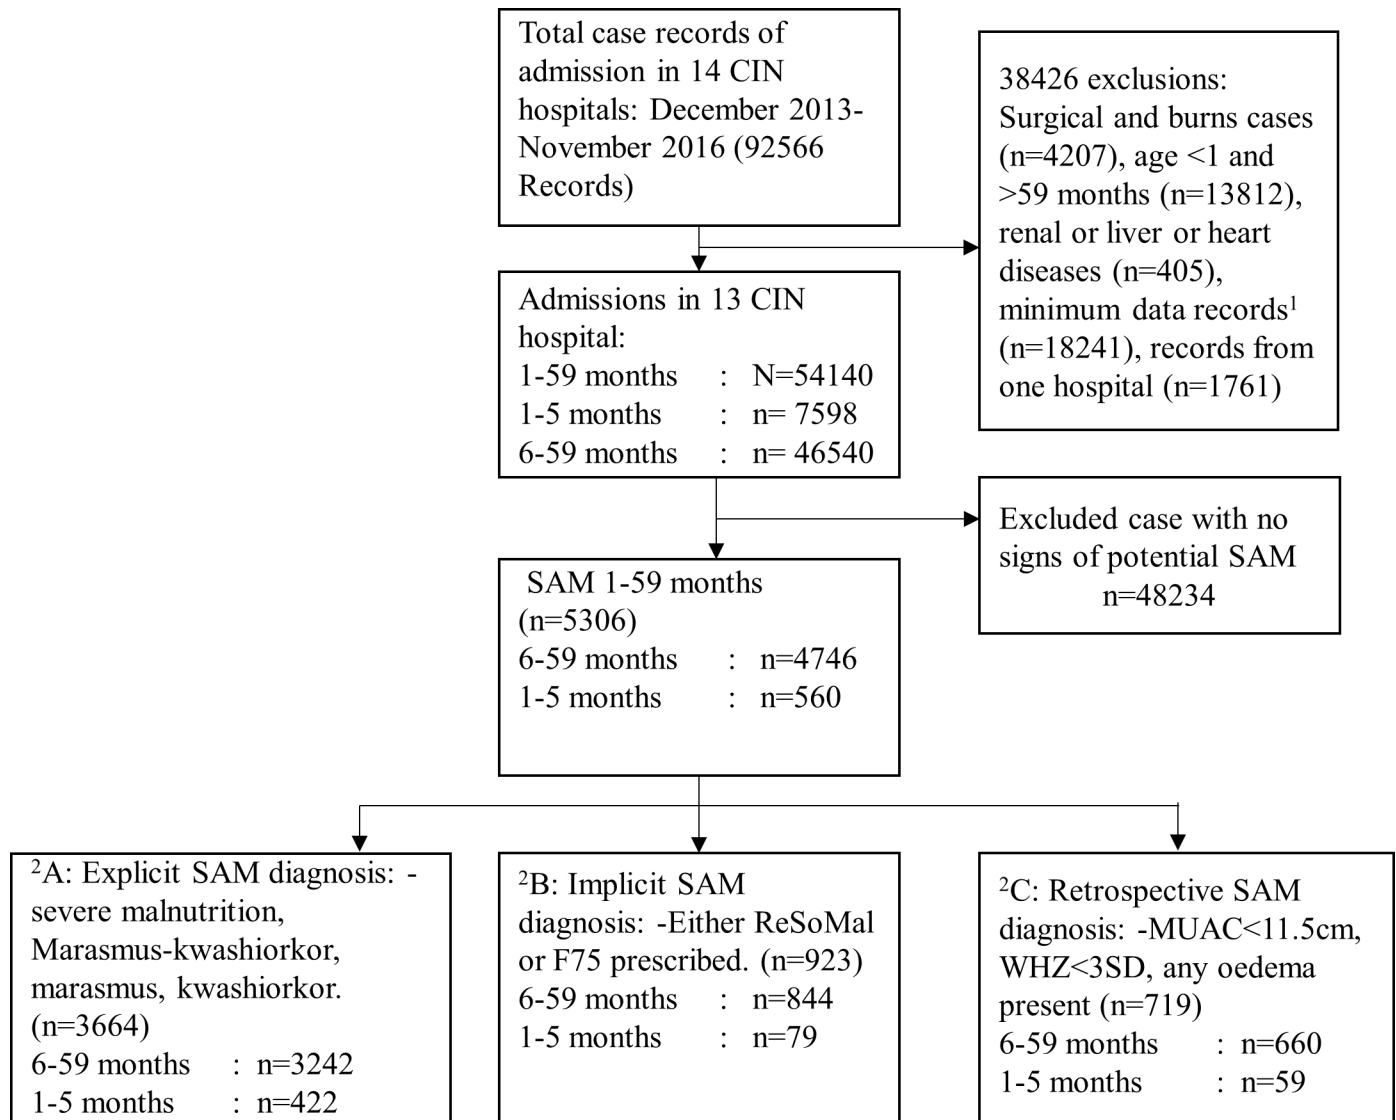 Total case records of
admission in 14 CIN
hospitals: December 2013-
November 2016 (92566
Records)
38426 exclusions:
Surgical and burns cases
(n=4207), age <1 and
>59 months (n=13812),
renal or liver or heart
diseases (n=405),
minimum data records¹
(n=18241), records from
one hospital (n=1761)
Admissions in 13 CIN
hospital:
1-59 months : N=54140
1-5 months : n= 7598
6-59 months : n= 46540
Excluded case with no
signs of potential SAM
n=48234
SAM 1-59 months
(n=5306)
6-59 months : n=4746
1-5 months : n=560
²A: Explicit SAM diagnosis: -
severe malnutrition,
Marasmus-kwashiorkor,
marasmus, kwashiorkor.
(n=3664)
6-59 months : n=3242
1-5 months : n=422
²B: Implicit SAM
diagnosis: -Either ReSoMal
or F75 prescribed. (n=923)
6-59 months : n=844
1-5 months : n=79
²C: Retrospective SAM
diagnosis: -MUAC<11.5cm,
WHZ<3SD, any oedema
present (n=719)
6-59 months : n=660
1-5 months : n=59